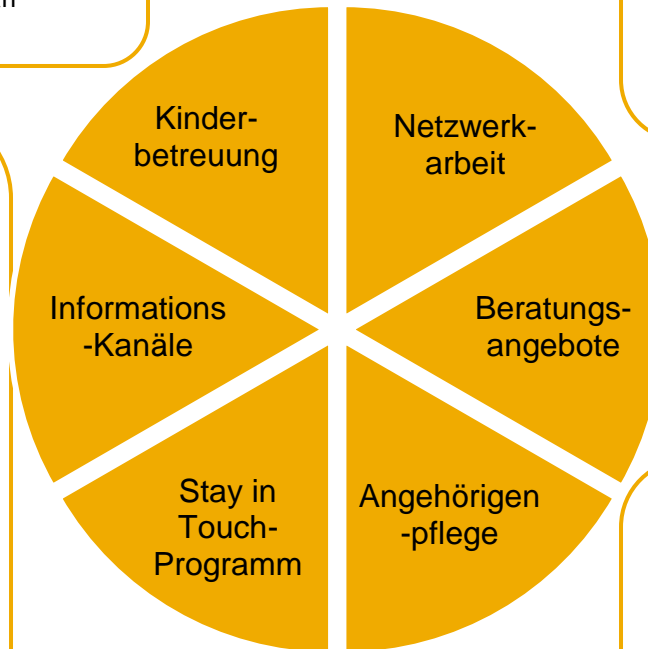 Kinder-
betreuung
Netzwerk-
arbeit
Informations
-Kanäle
Beratungs-
angebote
Stay in
Touch-
Programm
Angehörigen
-pflege